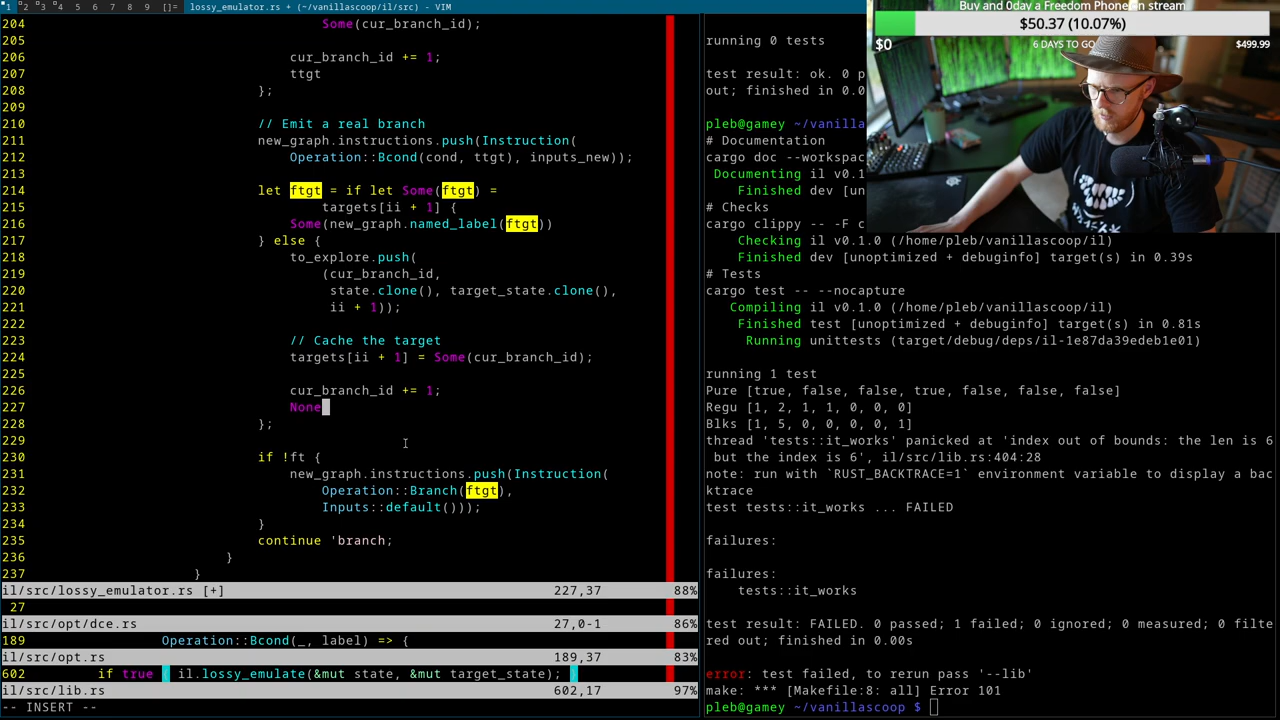 1 2 3 4 5 6 7 8 9 []= lossy_emulator.rs + (~/vanillascoop/il/src) - VIM
204 Some(cur_branch_id);
205
206 cur_branch_id += 1;
207 ttgt
208 };
209
210 // Emit a real branch
211 new_graph.instructions.push(Instruction(
212 Operation::Bcond(cond, ttgt), inputs_new));
213
214 let ftgt = if let Some(ftgt) =
215 targets[ii + 1] {
216 Some(new_graph.named_label(ftgt))
217 } else {
218 to_explore.push(
219 (cur_branch_id,
220 state.clone(), target_state.clone(),
221 ii + 1));
222
223 // Cache the target
224 targets[ii + 1] = Some(cur_branch_id);
225
226 cur_branch_id += 1;
227 None
228 };
229
230 if !ft {
231 new_graph.instructions.push(Instruction(
232 Operation::Branch(ftgt),
233 Inputs::default()));
234 }
235 continue 'branch;
236 }
237 }
il/src/lossy_emulator.rs [+] 227,37 88%
27
il/src/opt/dce.rs 27,0-1 86%
189 Operation::Bcond(_, label) => {
il/src/opt.rs 189,37 83%
602 if true { il.lossy_emulate(&mut state, &mut target_state); }
il/src/lib.rs 602,17 97%
-- INSERT --
running 0 tests
test result: ok. 0 p
out; finished in 0.0
pleb@gamey ~/vanilla
# Documentation
cargo doc --workspac
Documenting il v0.1
Finished dev [un
# Checks
cargo clippy -- -F c
Checking il v0.1.0 (/home/pleb/vanillascoop/il)
Finished dev [unoptimized + debuginfo] target(s) in 0.39s
# Tests
cargo test -- --nocapture
Compiling il v0.1.0 (/home/pleb/vanillascoop/il)
Finished test [unoptimized + debuginfo] target(s) in 0.81s
Running unittests (target/debug/deps/il-1e87da39edeb1e01)
running 1 test
Pure [true, false, false, true, false, false, false]
Regu [1, 2, 1, 1, 0, 0, 0]
Blks [1, 5, 0, 0, 0, 0, 1]
thread 'tests::it_works' panicked at 'index out of bounds: the len is 6
but the index is 6', il/src/lib.rs:404:28
note: run with `RUST_BACKTRACE=1` environment variable to display a bac
ktrace
test tests::it_works ... FAILED
failures:
failures:
tests::it_works
test result: FAILED. 0 passed; 1 failed; 0 ignored; 0 measured; 0 filte
red out; finished in 0.00s
error: test failed, to rerun pass '--lib'
make: *** [Makefile:8: all] Error 101
pleb@gamey ~/vanillascoop $
Buy and 0day a Freedom Phone on stream
$50.37 (10.07%)
$0 6 DAYS TO GO $499.99